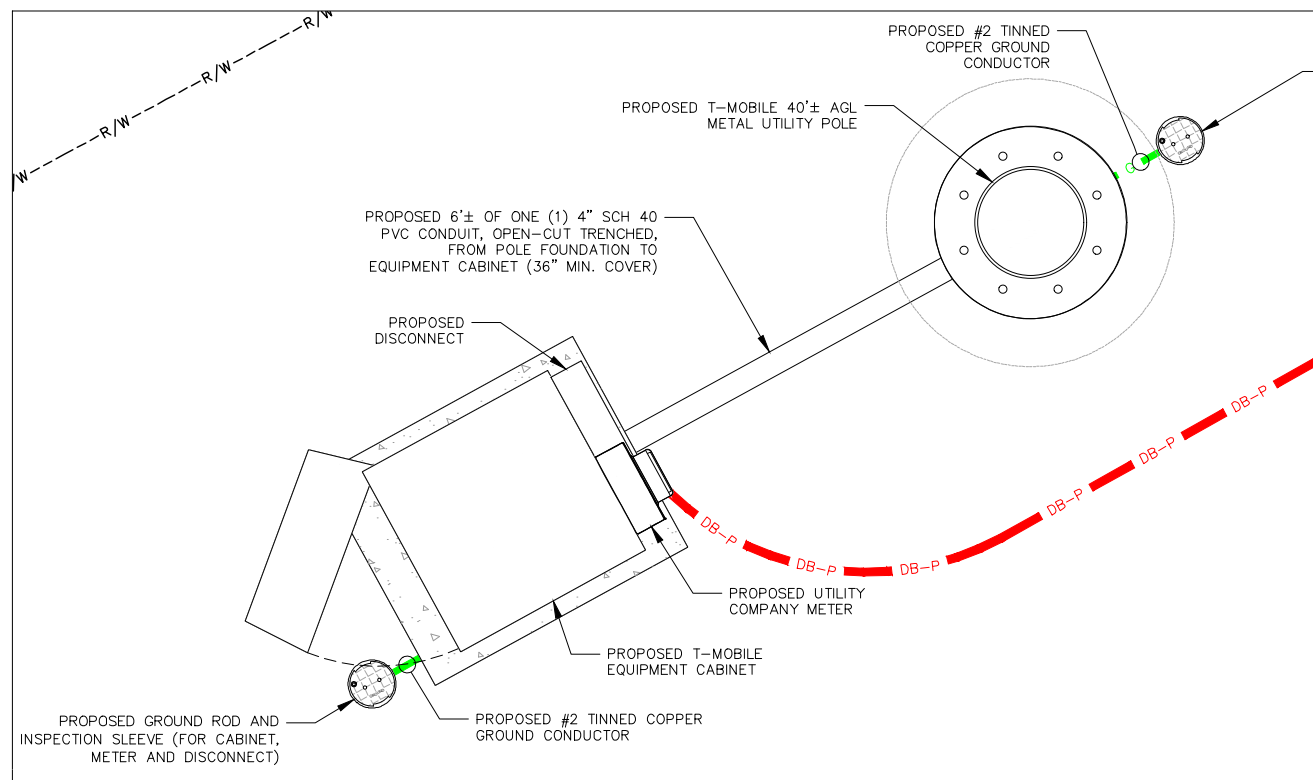 R/W
R/W
R/W
/W
PROPOSED #2 TINNED
COPPER GROUND
CONDUCTOR
PROPOSED T-MOBILE 40'± AGL
METAL UTILITY POLE
G
PROPOSED 6'± OF ONE (1) 4" SCH 40
PVC CONDUIT, OPEN-CUT TRENCHED,
FROM POLE FOUNDATION TO
EQUIPMENT CABINET (36" MIN. COVER)
PROPOSED
DISCONNECT
DB-P
DB-P
DB-P
DB-P
DB-P
DB-P
PROPOSED UTILITY
COMPANY METER
PROPOSED T-MOBILE
EQUIPMENT CABINET
PROPOSED GROUND ROD AND
INSPECTION SLEEVE (FOR CABINET,
METER AND DISCONNECT)
PROPOSED #2 TINNED COPPER
GROUND CONDUCTOR